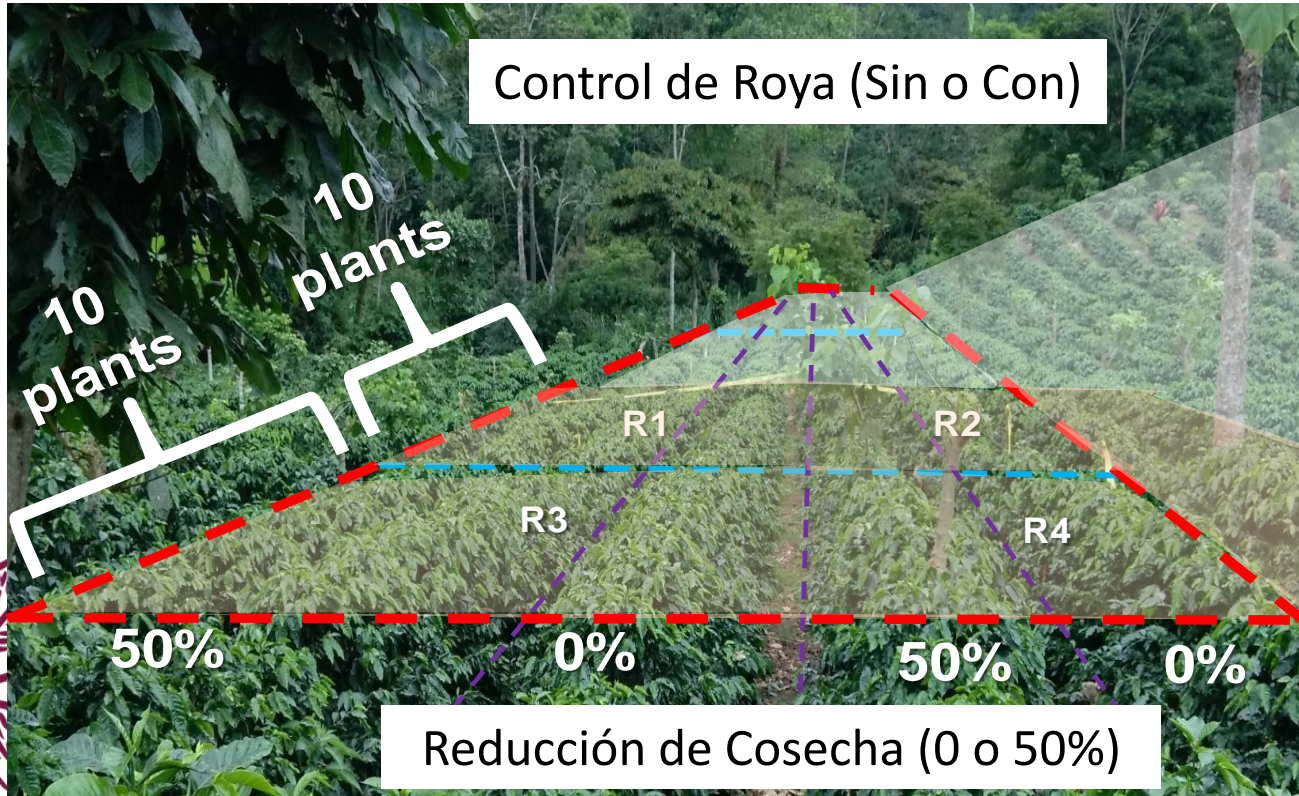 Control de Roya (Sin o Con)
10
plants
10
plants
R1
R2
R3
R4
50%
0%
50%
0%
Reducción de Cosecha (0 o 50%)